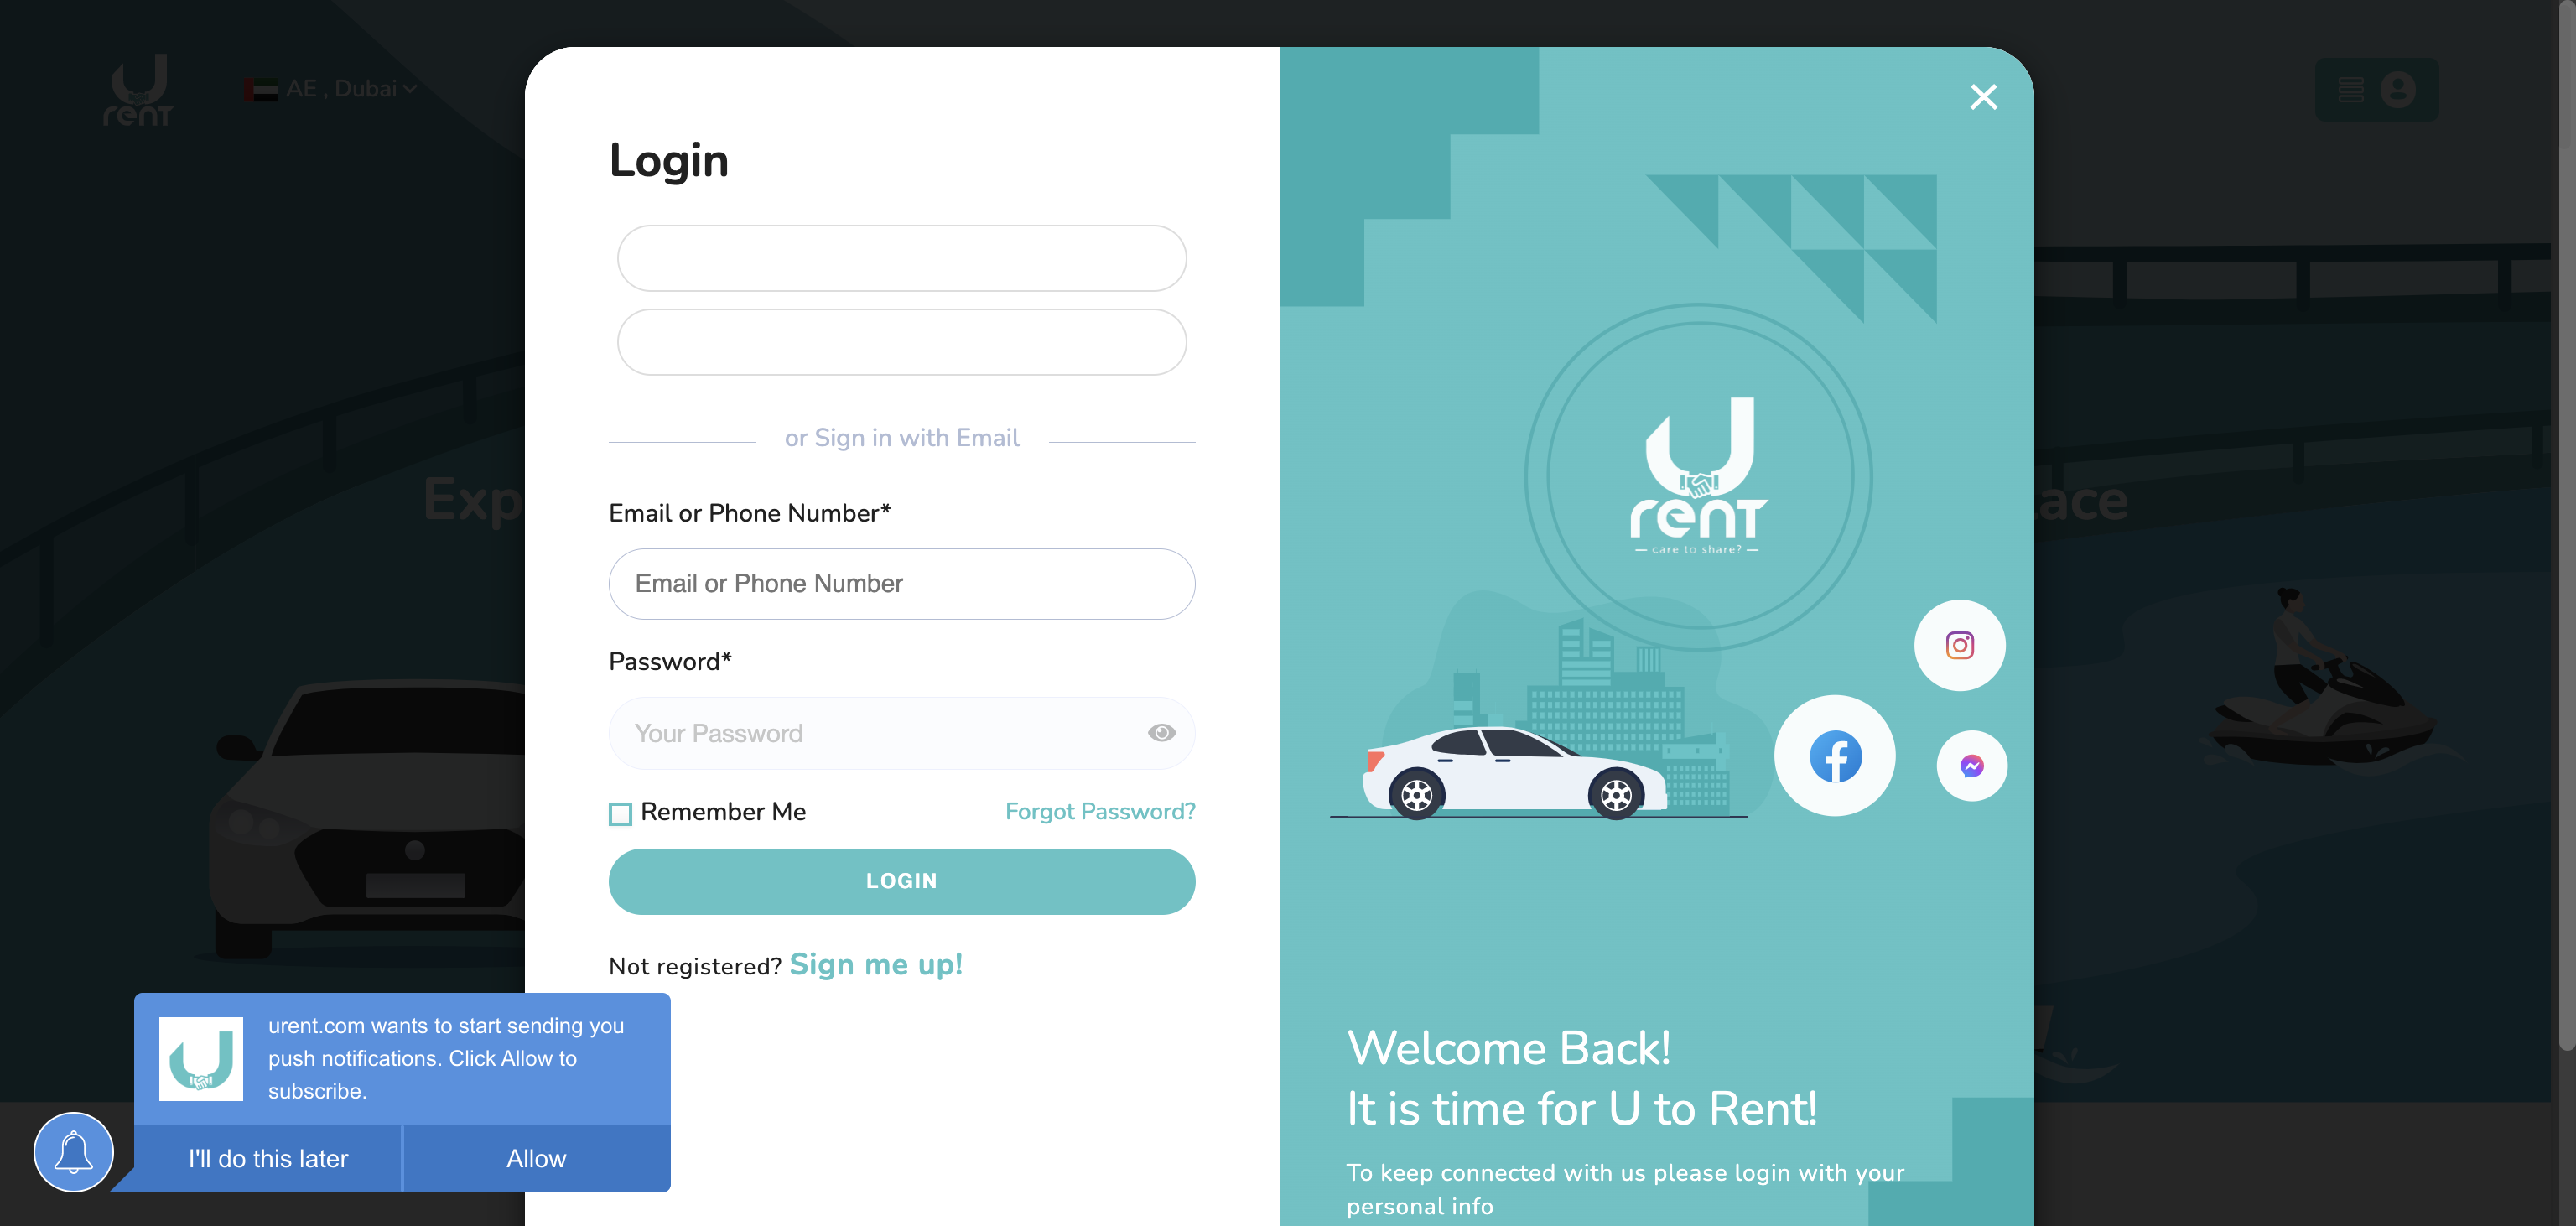 U
rent
AE , Dubai
Login
or Sign in with Email
Email or Phone Number*
Email or Phone Number
Password*
Your Password
Remember Me
Forgot Password?
LOGIN
Not registered? Sign me up!
Exp
ace
U
rent
care to share?
Welcome Back!
It is time for U to Rent!
To keep connected with us please login with your
personal info
urent.com wants to start sending you
push notifications. Click Allow to
subscribe.
I'll do this later
Allow